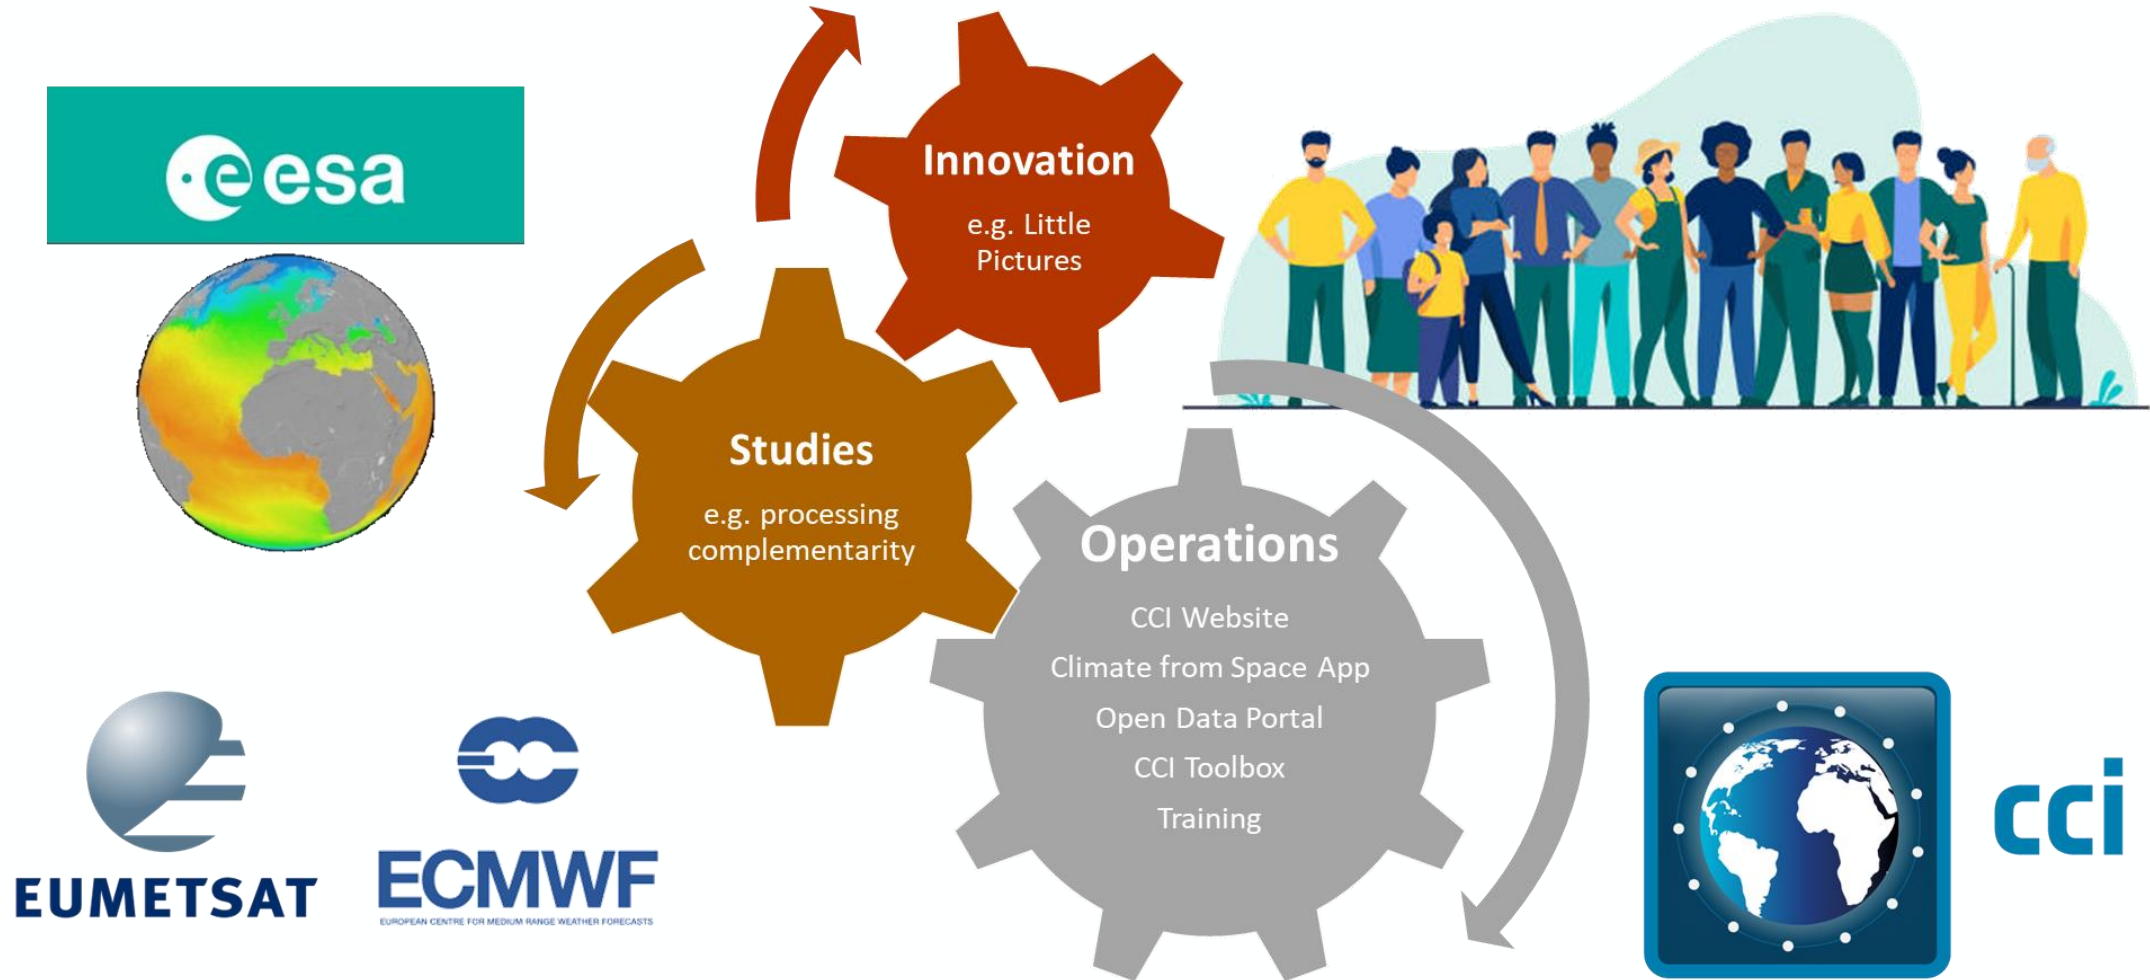 esa
Innovation
e.g. Little
Pictures
Studies
e.g. processing
complementarity
Operations
CCI Website
Climate from Space App
Open Data Portal
CCI Toolbox
Training
EUMETSAT
ECMWF
EUROPEAN CENTRE FOR MEDIUM RANGE WEATHER FORECASTS
cci